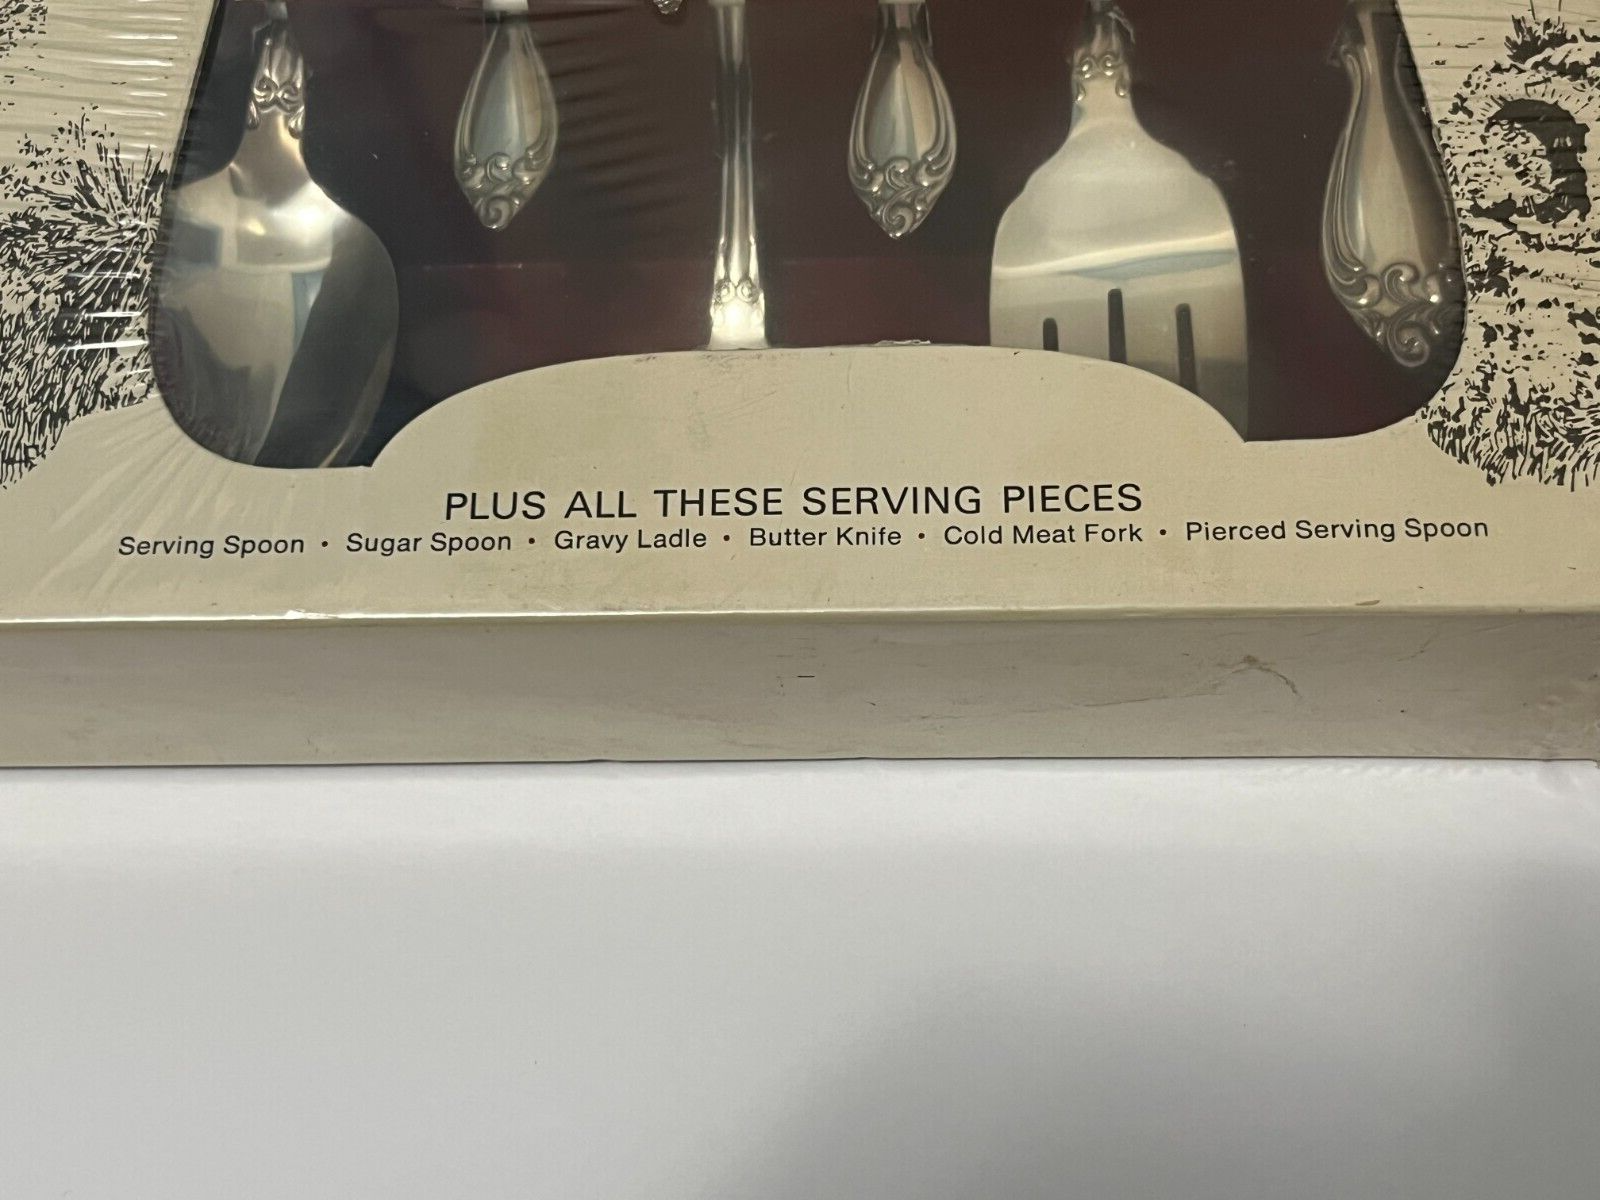 PLUS ALL THESE SERVING PIECES
Serving Spoon • Sugar Spoon • Gravy Ladle • Butter Knife • Cold Meat Fork • Pierced Serving Spoon